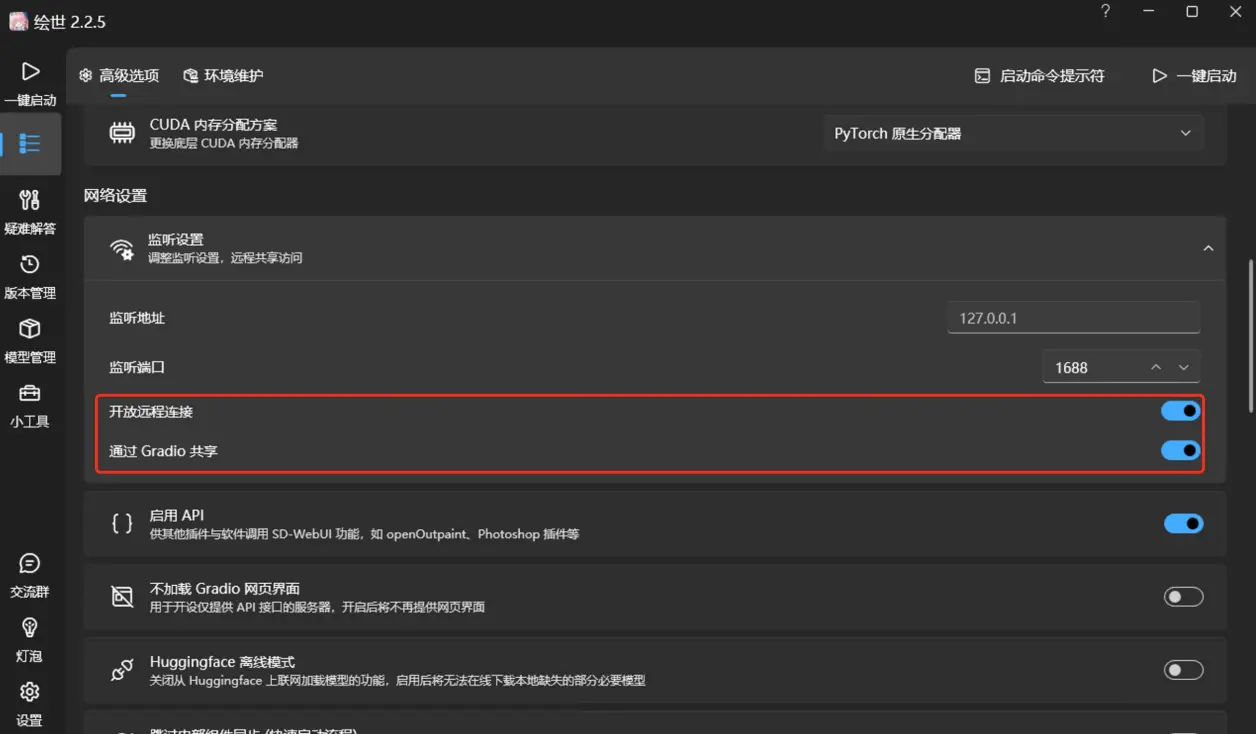 绘世 2.2.5
?
一键启动
高级选项
环境维护
启动命令提示符
一键启动
CUDA 内存分配方案
更换底层 CUDA 内存分配器
PyTorch 原生分配器
网络设置
疑难解答
监听设置
调整监听设置，远程共享访问
版本管理
监听地址
127.0.0.1
模型管理
监听端口
1688
开放远程连接
小工具
通过 Gradio 共享
启用 API
供其他插件与软件调用 SD-WebUI 功能，如 openOutpaint、Photoshop 插件等
不加载 Gradio 网页界面
用于开设仅提供 API 接口的服务器，开启后将不再提供网页界面
交流群
灯泡
Huggingface 离线模式
关闭从 Huggingface 上联网加载模型的功能，启用后将无法在线下载本地缺失的部分必要模型
设置